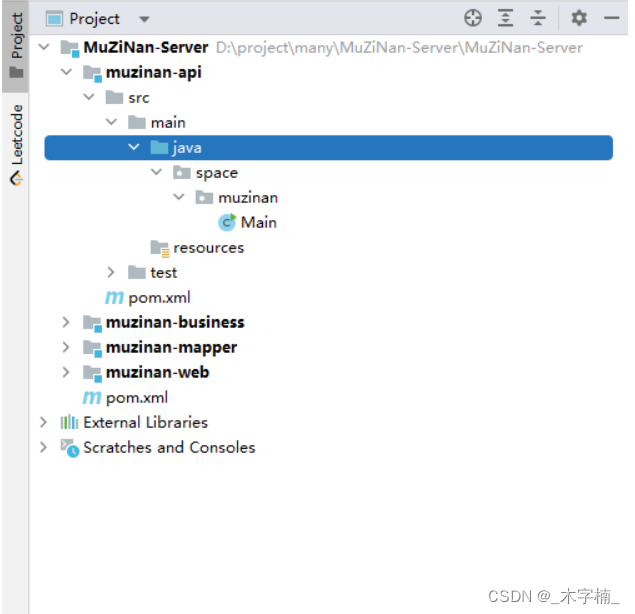 Project
Leetcode
Project
MuZiNan-Server D:\project\many\MuZiNan-Server\MuZiNan-Server
muzinan-api
src
main
java
space
muzinan
C Main
resources
test
m pom.xml
muzinan-business
muzinan-mapper
muzinan-web
m pom.xml
External Libraries
Scratches and Consoles
CSDN @_木字楠_